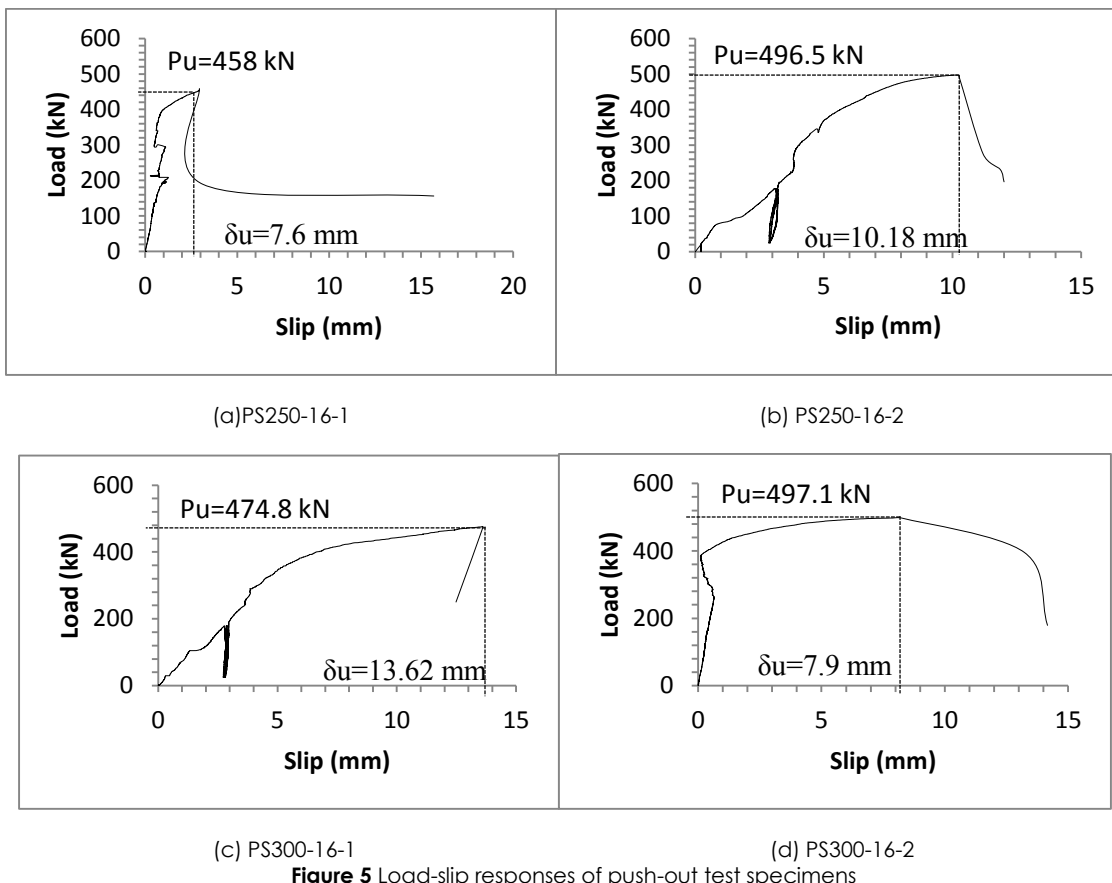 600
500
400
300
200
100
0
Load (kN)
Pu=458 kN
δu=7.6 mm
0 5 10 15 20
Slip (mm)
(a)PS250-16-1
600
500
400
300
200
100
0
Load (kN)
Pu=496.5 kN
δu=10.18 mm
0 5 10 15
Slip (mm)
(b) PS250-16-2
600
400
200
0
Load (kN)
Pu=474.8 kN
δu=13.62 mm
0 5 10 15
Slip (mm)
(c) PS300-16-1
600
400
200
0
Load (kN)
Pu=497.1 kN
δu=7.9 mm
0 5 10 15
Slip (mm)
(d) PS300-16-2
Figure 5 Load-slip responses of push-out test specimens